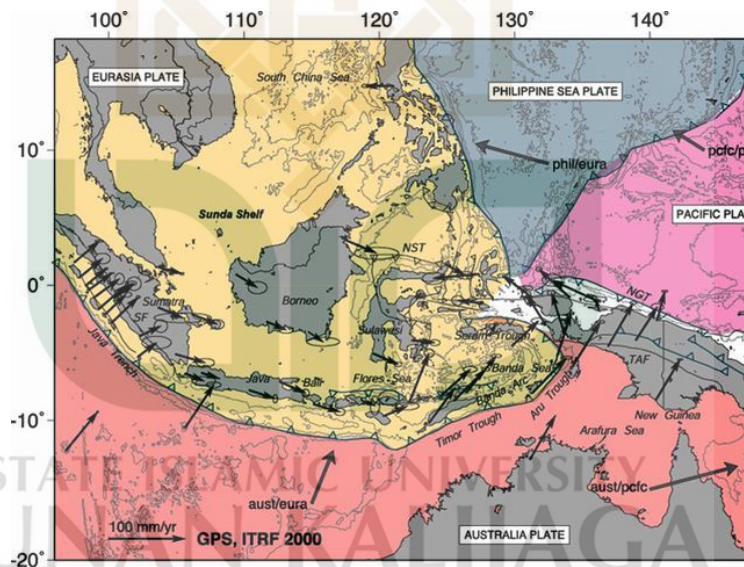 100° 110° 120° 130° 140°
EURASIA PLATE
South China Sea
PHILIPPINE SEA PLATE
10°
phil/eura
pcfc/p
Sunda Shelf
PACIFIC PLA
NST
0°
Sumatra
SF
Borneo
Sulawesi
Seram Trough
NGT
Java Trench
Java
Bali
Flores Sea
Banda Sea
Banda Arc
TAF
-10°
Timor Trough
Aru Trough
Arafura Sea
New Guinea
STATE ISLAMIC UNIVERSITY
aust/eura
aust/pcfc
SUNAN KALIJAGA
100 mm/yr
GPS, ITRF 2000
AUSTRALIA PLATE
-20°